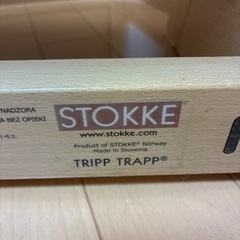 NADZORA
BEZ OPIEKI
STOKKE
www.stokke.com
Product of STOKKE® Norway
Made in Slovenia
TRIPP TRAPP®